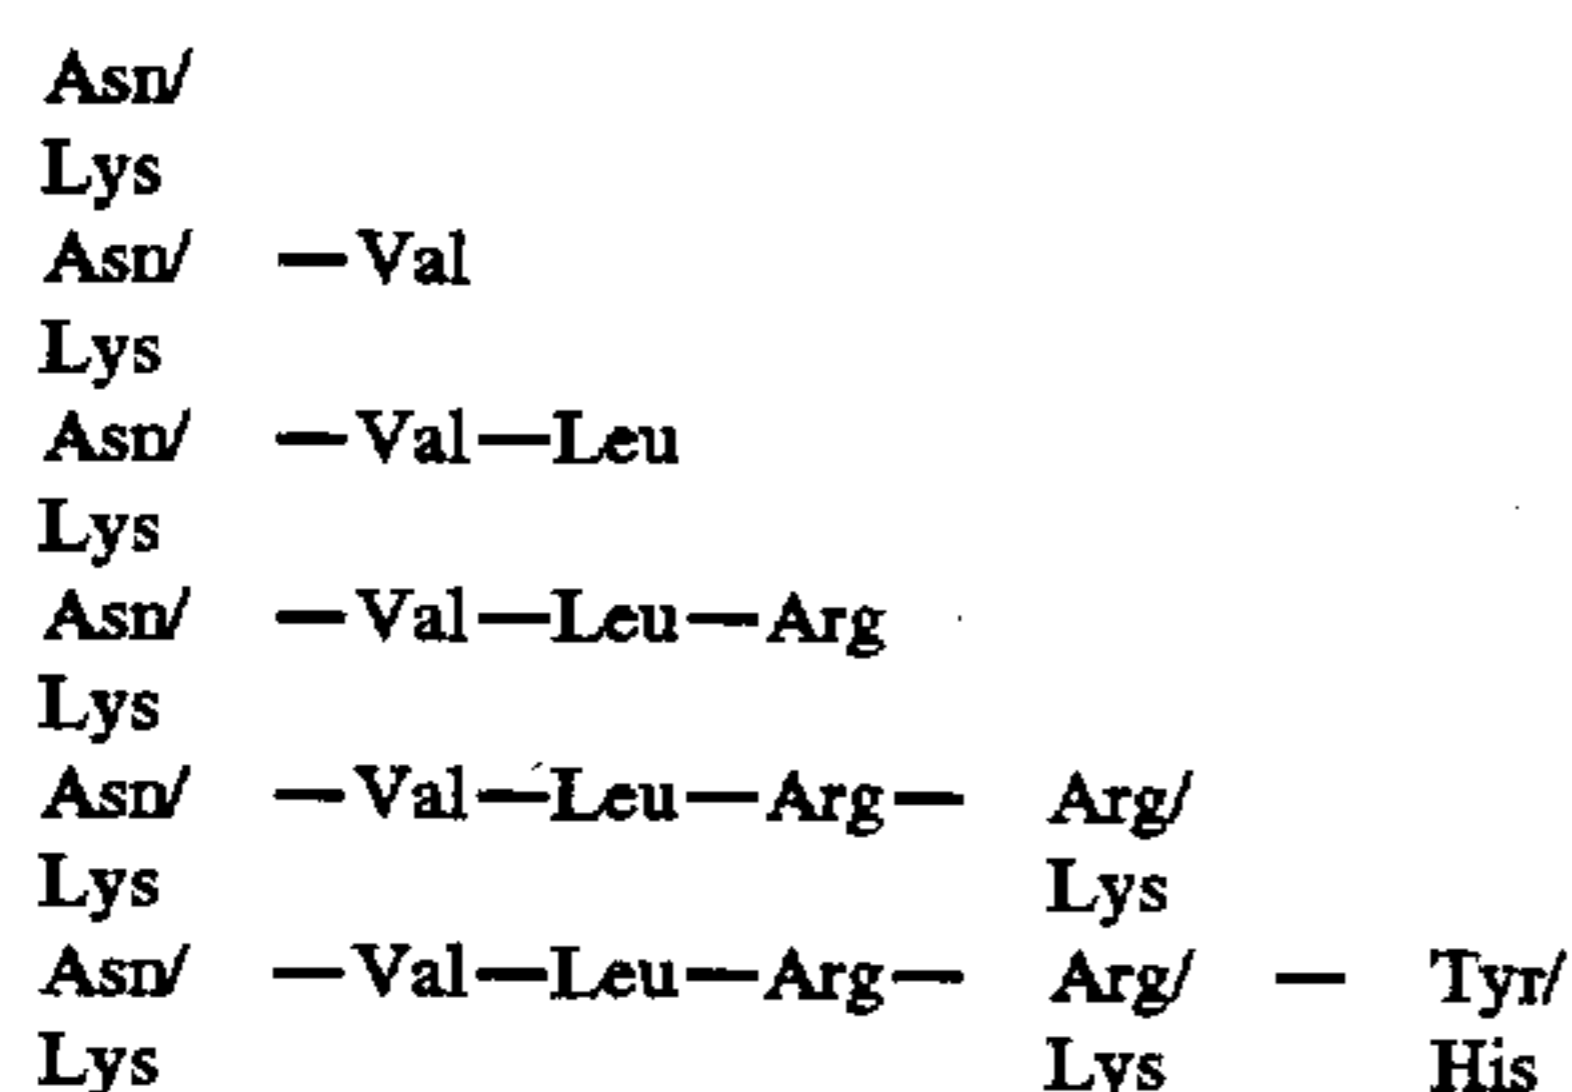 Asn/
Lys
Asn/ —Val
Lys
Asn/ —Val—Leu
Lys
Asn/ —Val—Leu—Arg
Lys
Asn/ —Val—Leu—Arg— Arg/
Lys Lys
Asn/ —Val—Leu—Arg— Arg/ — Tyr/
Lys Lys His